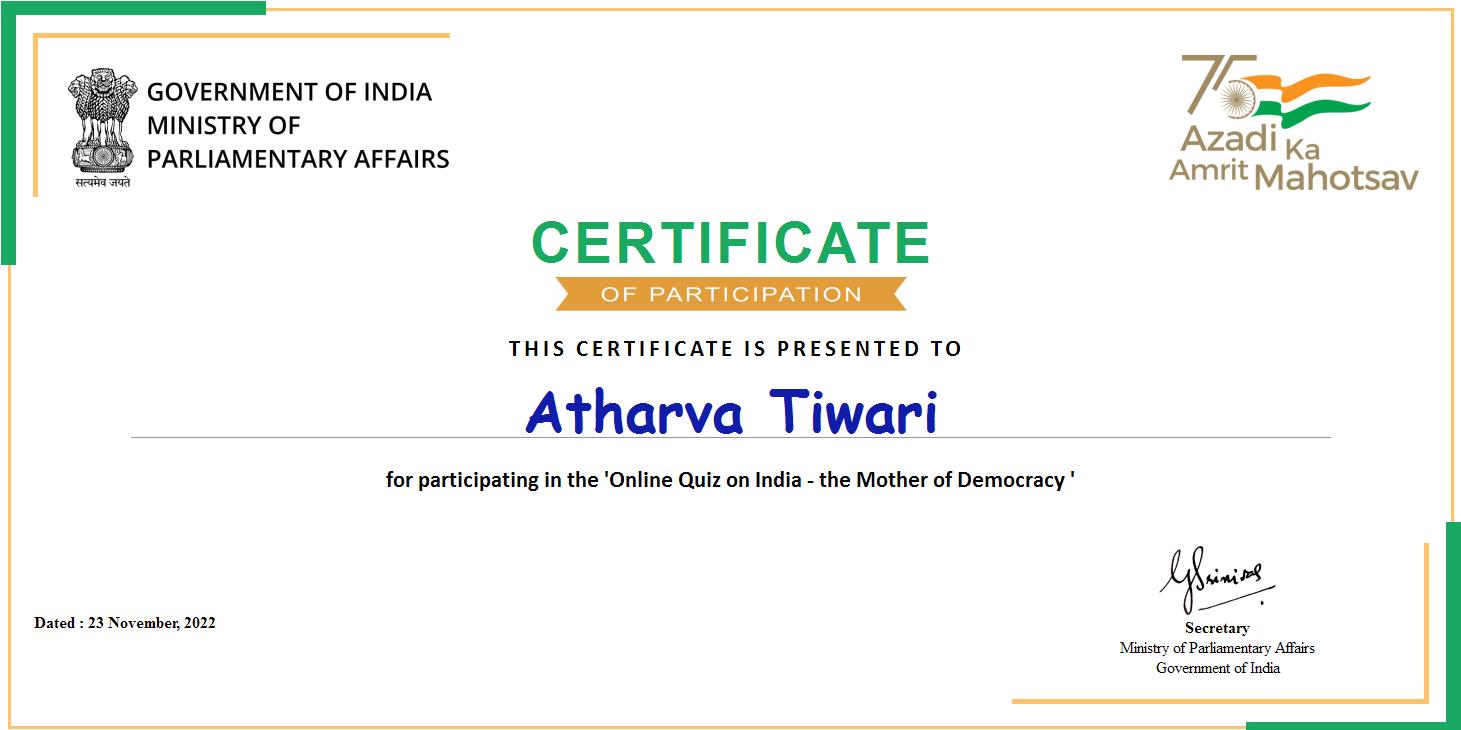 GOVERNMENT OF INDIA
MINISTRY OF
PARLIAMENTARY AFFAIRS
सत्यमेव जयते
75
Azadi Ka
Amrit Mahotsav
CERTIFICATE
OF PARTICIPATION
THIS CERTIFICATE IS PRESENTED TO
Atharva Tiwari
for participating in the 'Online Quiz on India - the Mother of Democracy '
Dated : 23 November, 2022
Secretary
Ministry of Parliamentary Affairs
Government of India